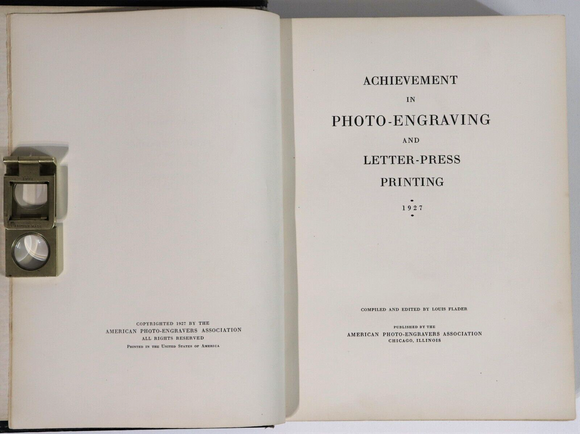 COPYRIGHTED 1927 BY THE
AMERICAN PHOTO-ENGRAVERS ASSOCIATION
ALL RIGHTS RESERVED
PRINTED IN THE UNITED STATES OF AMERICA
ACHIEVEMENT
IN
PHOTO-ENGRAVING
AND
LETTER-PRESS
PRINTING
1927
COMPILED AND EDITED BY LOUIS FLADER
PUBLISHED BY THE
AMERICAN PHOTO-ENGRAVERS ASSOCIATION
CHICAGO, ILLINOIS